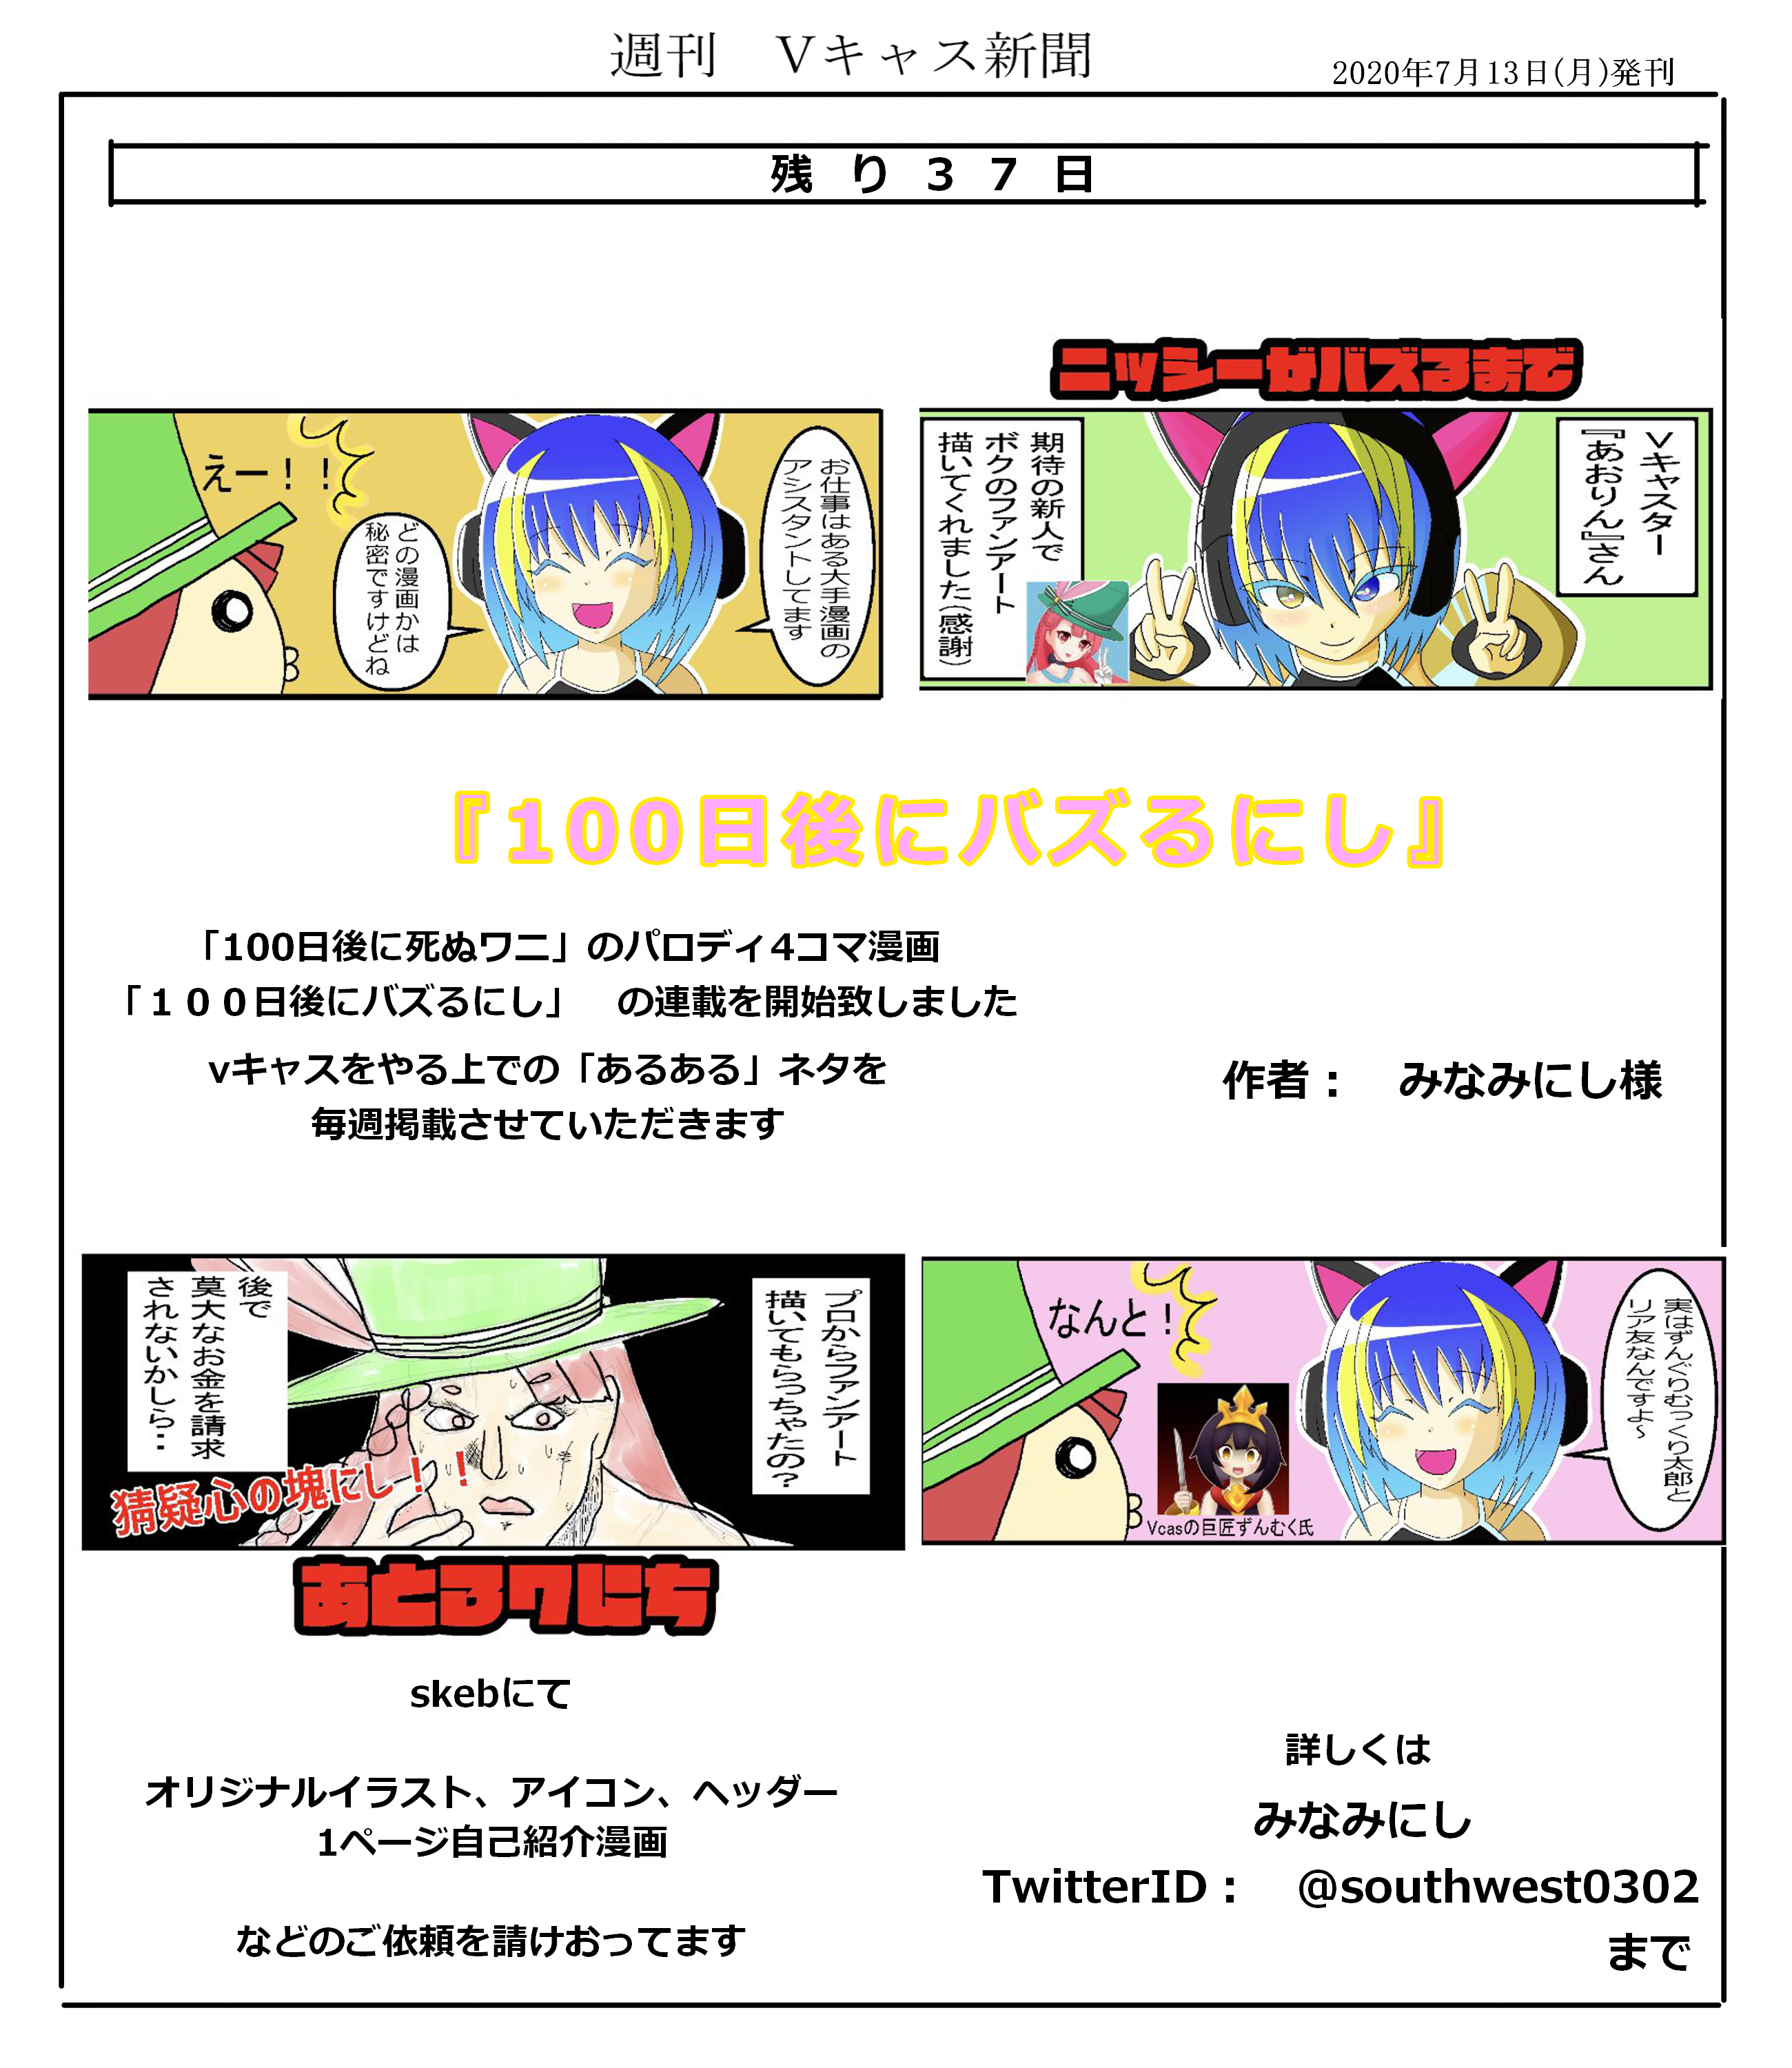 週刊　Vキャス新聞
2020年7月13日(月)発刊
残り３７日
ニッシーがバズるまで
Vキャスター
『あおりん』さん
期待の新人で
ボクのファンアート
描いてくれました(感謝)
お仕事はある大手漫画の
アシスタントしてます
どの漫画かは
秘密ですけどね
えー！！
『100日後にバズるにし』
「100日後に死ぬワニ」のパロディ4コマ漫画
「１００日後にバズるにし」　の連載を開始致しました
vキャスをやる上での「あるある」ネタを
毎週掲載させていただきます
作者：　みなみにし様
実はずんぐりむっくり太郎と
リア友なんですよ～
なんと！
Vcasの巨匠ずんむく氏
プロからファンアート
描いてもらっちゃたの？
後で
莫大なお金を請求
されないかしら・・
猜疑心の塊にし！！
あと37にち
skebにて
オリジナルイラスト、アイコン、ヘッダー
1ページ自己紹介漫画
などのご依頼を請けおってます
詳しくは
みなみにし
TwitterID：　@southwest0302
まで